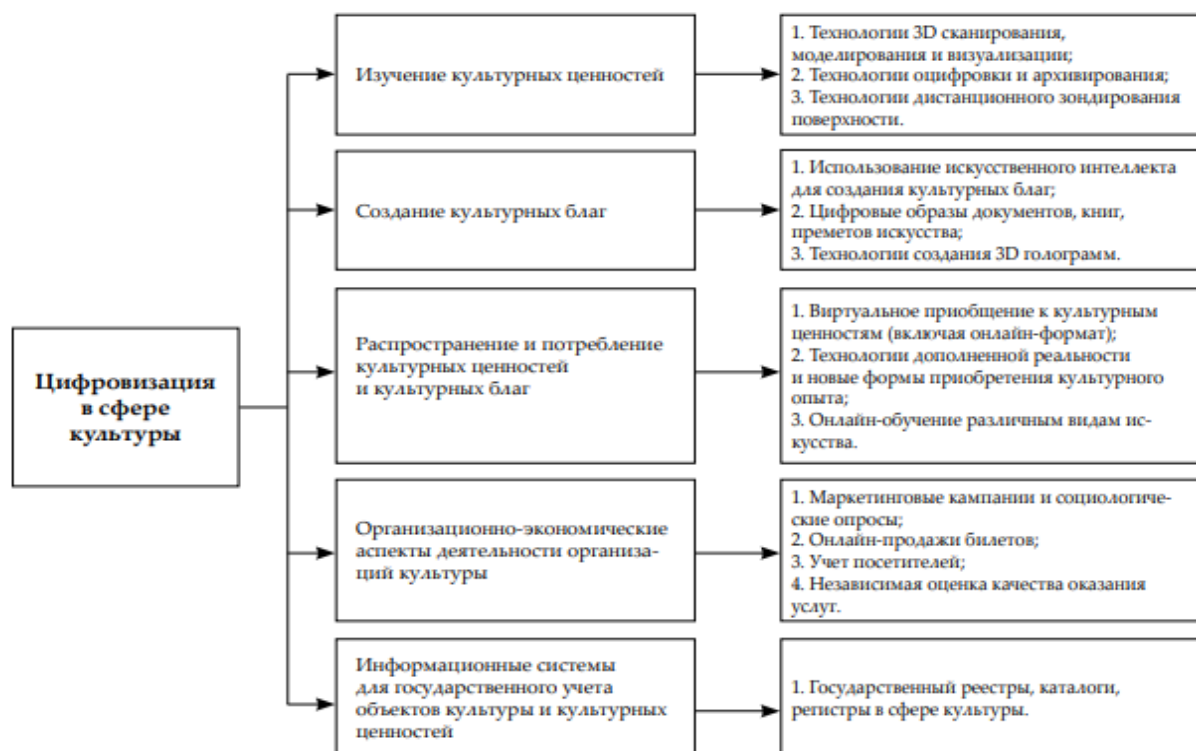 Цифровизация
в сфере
культуры
Изучение культурных ценностей
1. Технологии 3D сканирования,
моделирования и визуализации;
2. Технологии оцифровки и архивирования;
3. Технологии дистанционного зондирования
поверхности.
Создание культурных благ
1. Использование искусственного интеллекта
для создания культурных благ;
2. Цифровые образы документов, книг,
преметов искусства;
3. Технологии создания 3D голограмм.
Распространение и потребление
культурных ценностей
и культурных благ
1. Виртуальное приобщение к культурным
ценностям (включая онлайн-формат);
2. Технологии дополненной реальности
и новые формы приобретения культурного
опыта;
3. Онлайн-обучение различным видам ис-
кусства.
Организационно-экономические
аспекты деятельности организа-
ций культуры
1. Маркетинговые кампании и социологиче-
ские опросы;
2. Онлайн-продажи билетов;
3. Учет посетителей;
4. Независимая оценка качества оказания
услуг.
Информационные системы
для государственного учета
объектов культуры и культурных
ценностей
1. Государственный реестры, каталоги,
регистры в сфере культуры.